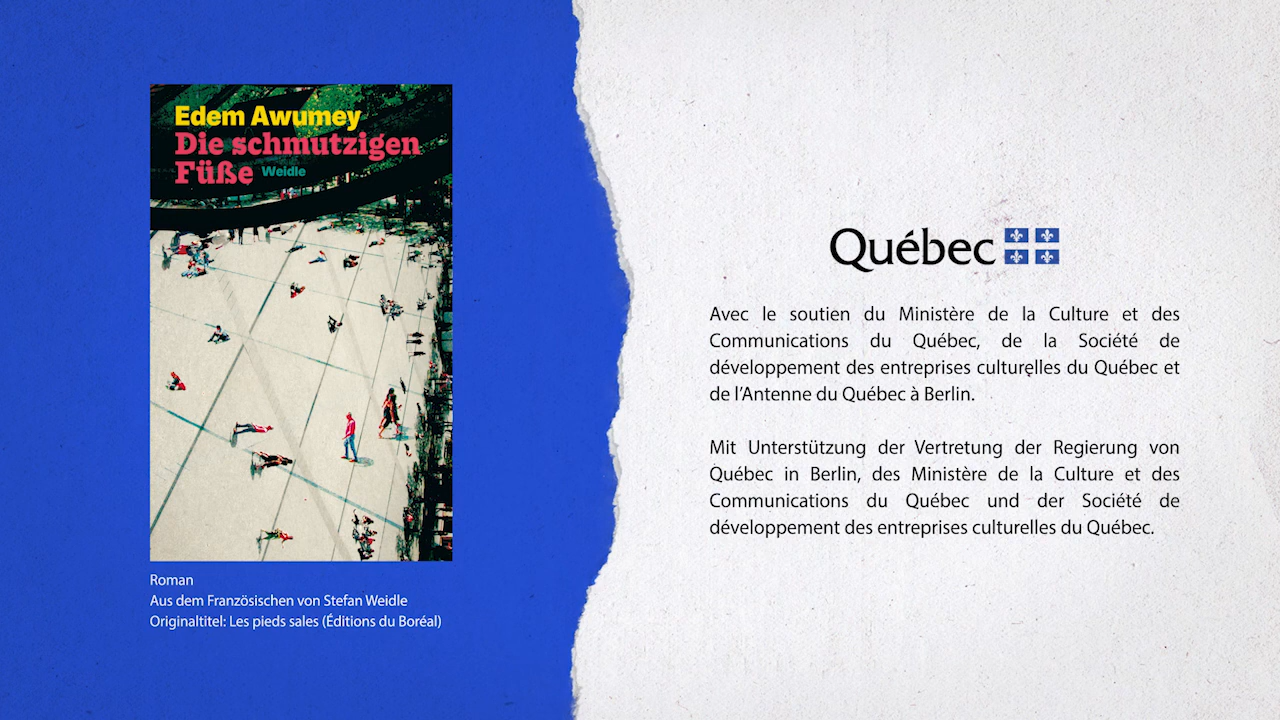 Edem Awumey
Die schmutzigen
Füße Weidle
Roman
Aus dem Französischen von Stefan Weidle
Originaltitel: Les pieds sales (Éditions du Boréal)
Québec
Avec le soutien du Ministère de la Culture et des
Communications du Québec, de la Société de
développement des entreprises culturelles du Québec et
de l’Antenne du Québec à Berlin.
Mit Unterstützung der Vertretung der Regierung von
Québec in Berlin, des Ministère de la Culture et des
Communications du Québec und der Société de
développement des entreprises culturelles du Québec.